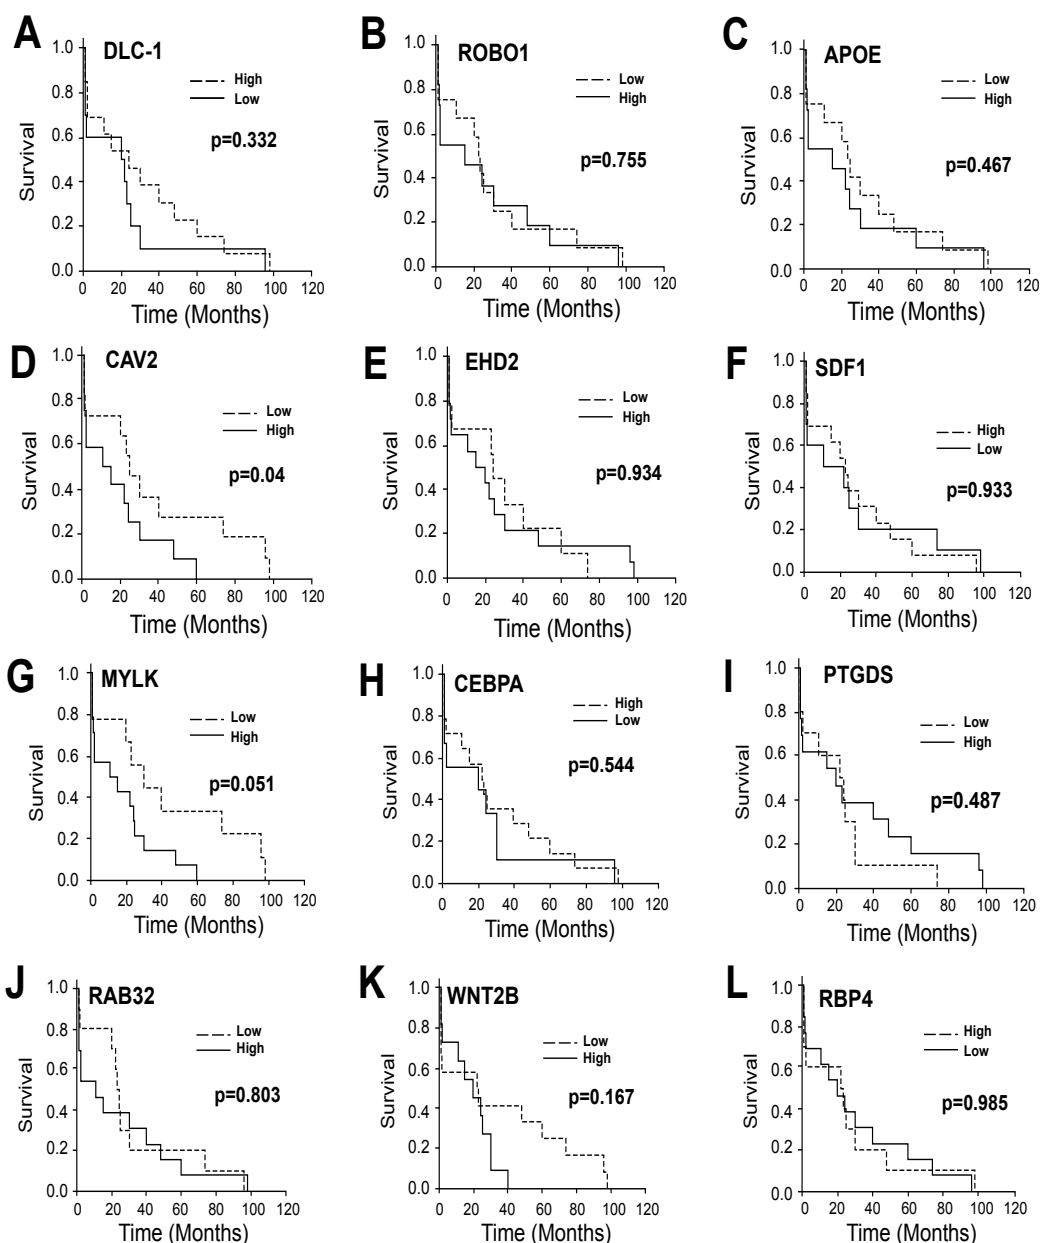 A
DLC-1
1.0
0.8
0.6
0.4
0.2
0.0
Survival
High
Low
p=0.332
0 20 40 60 80 100 120
Time (Months)
B
ROBO1
1.0
0.8
0.6
0.4
0.2
0.0
Survival
Low
High
p=0.755
0 20 40 60 80 100 120
Time (Months)
C
APOE
1.0
0.8
0.6
0.4
0.2
0.0
Survival
Low
High
p=0.467
0 20 40 60 80 100 120
Time (Months)
D
CAV2
1.0
0.8
0.6
0.4
0.2
0.0
Survival
Low
High
p=0.04
0 20 40 60 80 100 120
Time (Months)
E
EHD2
1.0
0.8
0.6
0.4
0.2
0.0
Survival
Low
High
p=0.934
0 20 40 60 80 100 120
Time (Months)
F
SDF1
1.0
0.8
0.6
0.4
0.2
0.0
Survival
High
Low
p=0.933
0 20 40 60 80 100 120
Time (Months)
G
MYLK
1.0
0.8
0.6
0.4
0.2
0.0
Survival
Low
High
p=0.051
0 20 40 60 80 100 120
Time (Months)
H
CEBPA
1.0
0.8
0.6
0.4
0.2
0.0
Survival
High
Low
p=0.544
0 20 40 60 80 100 120
Time (Months)
I
PTGDS
1.0
0.8
0.6
0.4
0.2
0.0
Survival
Low
High
p=0.487
0 20 40 60 80 100 120
Time (Months)
J
RAB32
1.0
0.8
0.6
0.4
0.2
0.0
Survival
Low
High
p=0.803
0 20 40 60 80 100 120
Time (Months)
K
WNT2B
1.0
0.8
0.6
0.4
0.2
0.0
Survival
Low
High
p=0.167
0 20 40 60 80 100 120
Time (Months)
L
RBP4
1.0
0.8
0.6
0.4
0.2
0.0
Survival
High
Low
p=0.985
0 20 40 60 80 100 120
Time (Months)